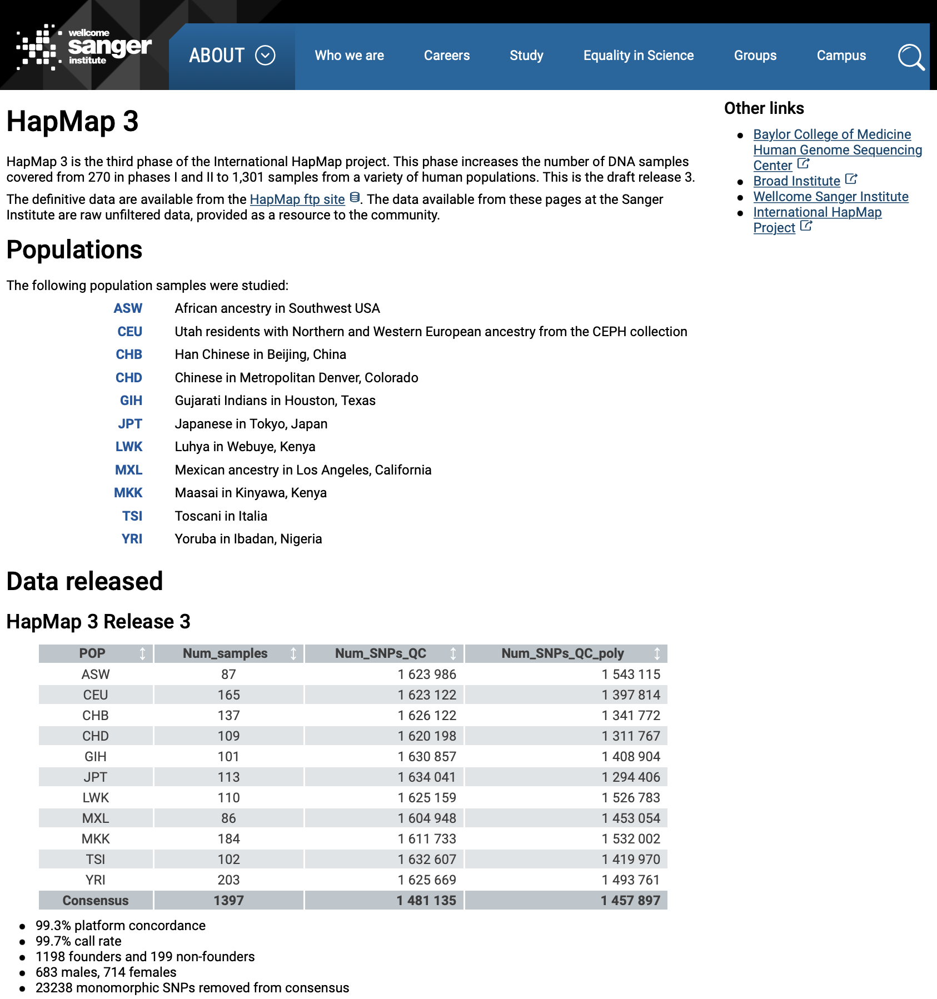 wellcome
sanger
institute
ABOUT
Who we are
Careers
Study
Equality in Science
Groups
Campus
HapMap 3
HapMap 3 is the third phase of the International HapMap project. This phase increases the number of DNA samples
covered from 270 in phases I and II to 1,301 samples from a variety of human populations. This is the draft release 3.
The definitive data are available from the HapMap ftp site. The data available from these pages at the Sanger
Institute are raw unfiltered data, provided as a resource to the community.
Populations
The following population samples were studied:
ASW African ancestry in Southwest USA
CEU Utah residents with Northern and Western European ancestry from the CEPH collection
CHB Han Chinese in Beijing, China
CHD Chinese in Metropolitan Denver, Colorado
GIH Gujarati Indians in Houston, Texas
JPT Japanese in Tokyo, Japan
LWK Luhya in Webuye, Kenya
MXL Mexican ancestry in Los Angeles, California
MKK Maasai in Kinyawa, Kenya
TSI Toscani in Italia
YRI Yoruba in Ibadan, Nigeria
Data released
HapMap 3 Release 3
POP Num_samples Num_SNPs_QC Num_SNPs_QC_poly
ASW 87 1 623 986 1 543 115
CEU 165 1 623 122 1 397 814
CHB 137 1 626 122 1 341 772
CHD 109 1 620 198 1 311 767
GIH 101 1 630 857 1 408 904
JPT 113 1 634 041 1 294 406
LWK 110 1 625 159 1 526 783
MXL 86 1 604 948 1 453 054
MKK 184 1 611 733 1 532 002
TSI 102 1 632 607 1 419 970
YRI 203 1 625 669 1 493 761
Consensus 1397 1 481 135 1 457 897
99.3% platform concordance
99.7% call rate
1198 founders and 199 non-founders
683 males, 714 females
23238 monomorphic SNPs removed from consensus
Other links
Baylor College of Medicine
Human Genome Sequencing
Center
Broad Institute
Wellcome Sanger Institute
International HapMap
Project